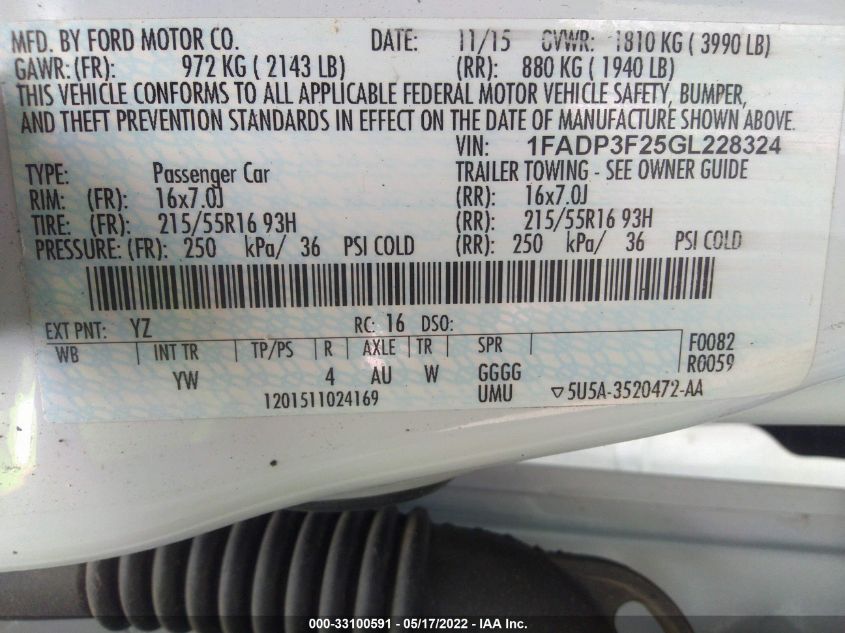 MFD. BY FORD MOTOR CO. DATE: 11/15 GVWR: 1810 KG ( 3990 LB)
GAWR: (FR): 972 KG ( 2143 LB) (RR): 880 KG ( 1940 LB)
THIS VEHICLE CONFORMS TO ALL APPLICABLE FEDERAL MOTOR VEHICLE SAFETY, BUMPER,
AND THEFT PREVENTION STANDARDS IN EFFECT ON THE DATE OF MANUFACTURE SHOWN ABOVE.
VIN: 1FADP3F25GL228324
TYPE: Passenger Car TRAILER TOWING - SEE OWNER GUIDE
RIM: (FR): 16x7.0J (RR): 16x7.0J
TIRE: (FR): 215/55R16 93H (RR): 215/55R16 93H
PRESSURE: (FR): 250 kPa/ 36 PSI COLD (RR): 250 kPa/ 36 PSI COLD
EXT PNT: YZ RC: 16 DSO:
WB INT TR TP/PS R AXLE TR SPR F0082
YW 4 AU W GGGG R0059
1201511024169 UMU ▽5U5A-3520472-AA
000-33100591 - 05/17/2022 - IAA Inc.